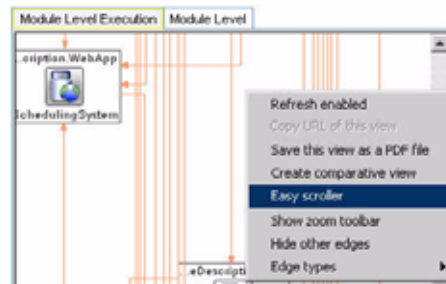 Module Level Execution
Module Level
...cription.WebApp
SchedulingSystem
Refresh enabled
Copy URL of this view
Save this view as a PDF file
Create comparative view
Easy scroller
Show zoom toolbar
Hide other edges
Edge types
...eDescripti